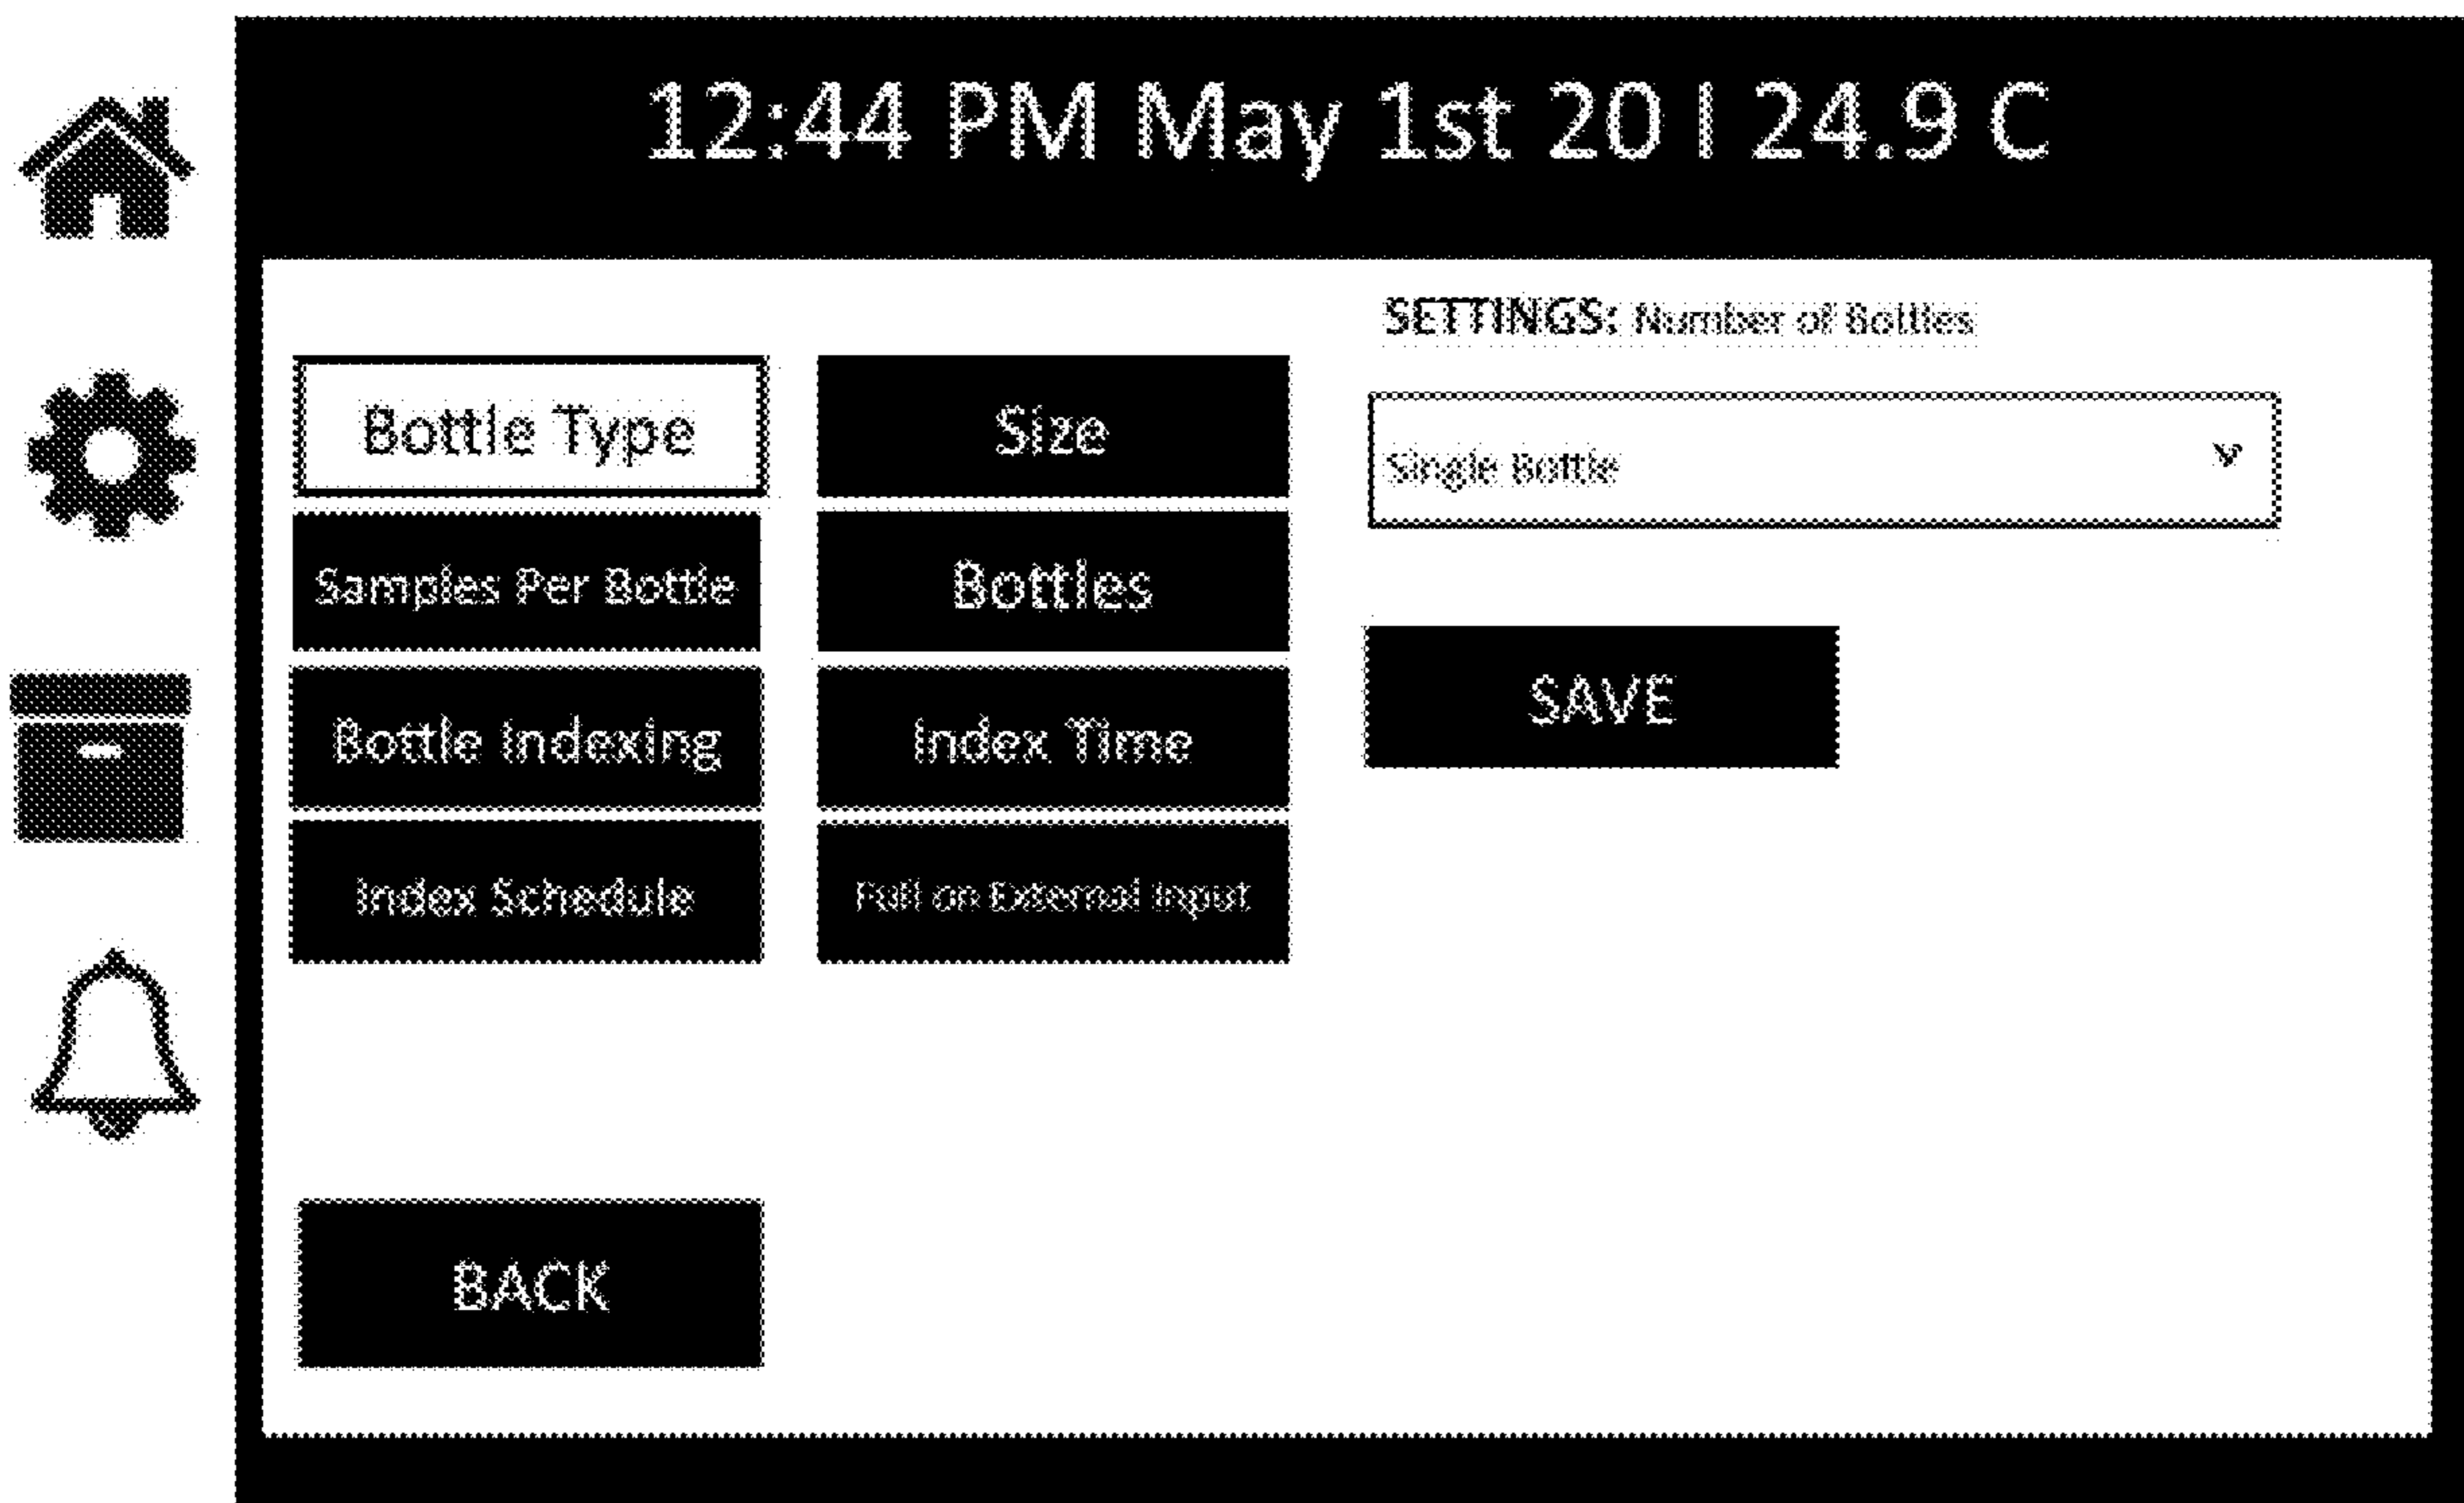 12:44 PM May 1st 20 I 24.9 C
SETTINGS: Number of Bottles
Bottle Type
Size
Single Bottle
Samples Per Bottle
Bottles
SAVE
Bottle Indexing
Index Time
Index Schedule
Full on External Input
BACK